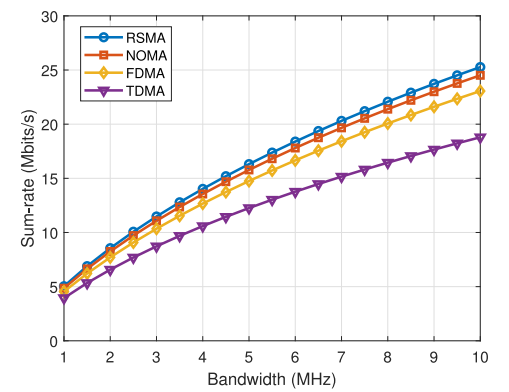 30
25
20
15
10
5
0
Sum-rate (Mbits/s)
RSMA
NOMA
FDMA
TDMA
1 2 3 4 5 6 7 8 9 10
Bandwidth (MHz)